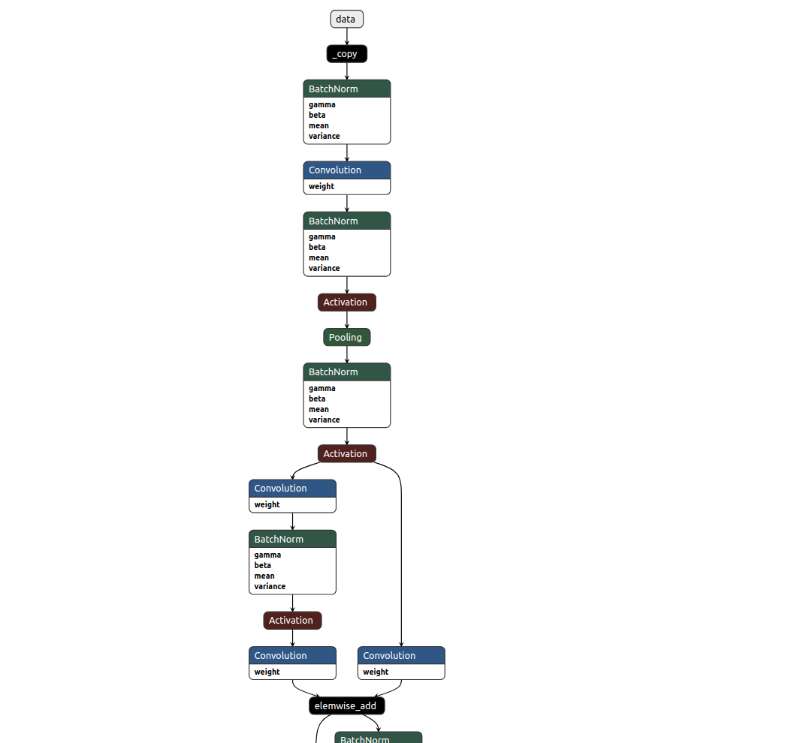 data
_copy
BatchNorm
gamma
beta
mean
variance
Convolution
weight
BatchNorm
gamma
beta
mean
variance
Activation
Pooling
BatchNorm
gamma
beta
mean
variance
Activation
Convolution
weight
BatchNorm
gamma
beta
mean
variance
Activation
Convolution
weight
Convolution
weight
elemwise_add
BatchNorm